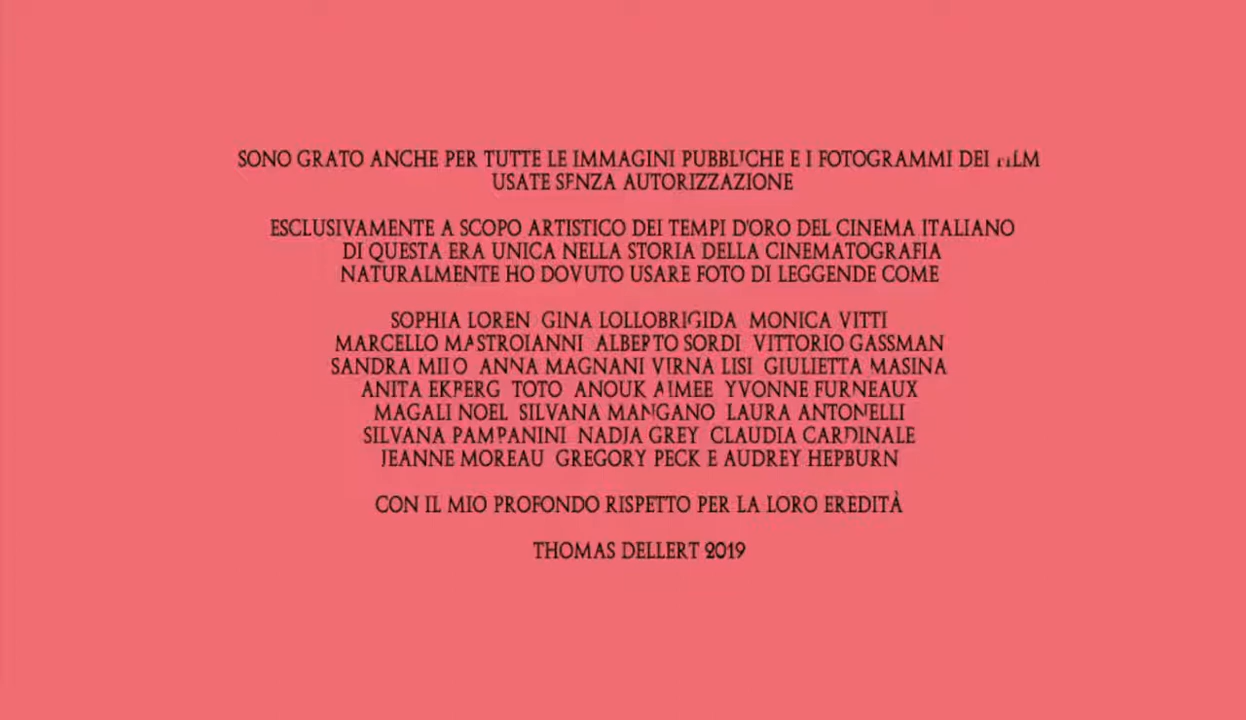 SONO GRATO ANCHE PER TUTTE LE IMMAGINI PUBBLICHE E I FOTOGRAMMI DEI FILM
USATE SENZA AUTORIZZAZIONE
ESCLUSIVAMENTE A SCOPO ARTISTICO DEI TEMPI D'ORO DEL CINEMA ITALIANO
DI QUESTA ERA UNICA NELLA STORIA DELLA CINEMATOGRAFIA
NATURALMENTE HO DOVUTO USARE FOTO DI LEGGENDE COME
SOPHIA LOREN GINA LOLLOBRIGIDA MONICA VITTI
MARCELLO MASTROIANNI ALBERTO SORDI VITTORIO GASSMAN
SANDRA MILO ANNA MAGNANI VIRNA LISI GIULIETTA MASINA
ANITA EKBERG TOTO ANOUK AIMEE YVONNE FURNEAUX
MAGALI NOEL SILVANA MANGANO LAURA ANTONELLI
SILVANA PAMPANINI NADJA GREY CLAUDIA CARDINALE
JEANNE MOREAU GREGORY PECK E AUDREY HEPBURN
CON IL MIO PROFONDO RISPETTO PER LA LORO EREDITÀ
THOMAS DELLERT 2019